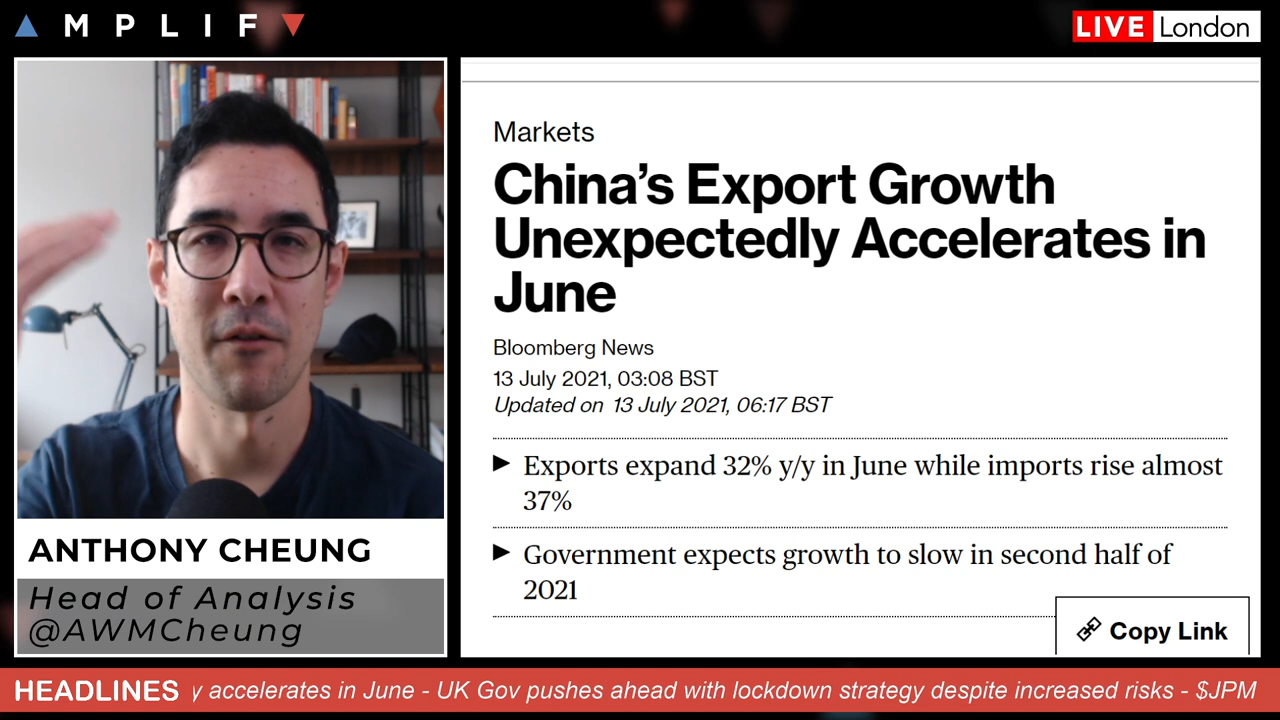 ▲ M P L I F ▼
LIVE London
Markets
China's Export Growth
Unexpectedly Accelerates in
June
Bloomberg News
13 July 2021, 03:08 BST
Updated on 13 July 2021, 06:17 BST
► Exports expand 32% y/y in June while imports rise almost
37%
► Government expects growth to slow in second half of
2021
Copy Link
ANTHONY CHEUNG
Head of Analysis
@AWMCheung
HEADLINES y accelerates in June - UK Gov pushes ahead with lockdown strategy despite increased risks - $JPM